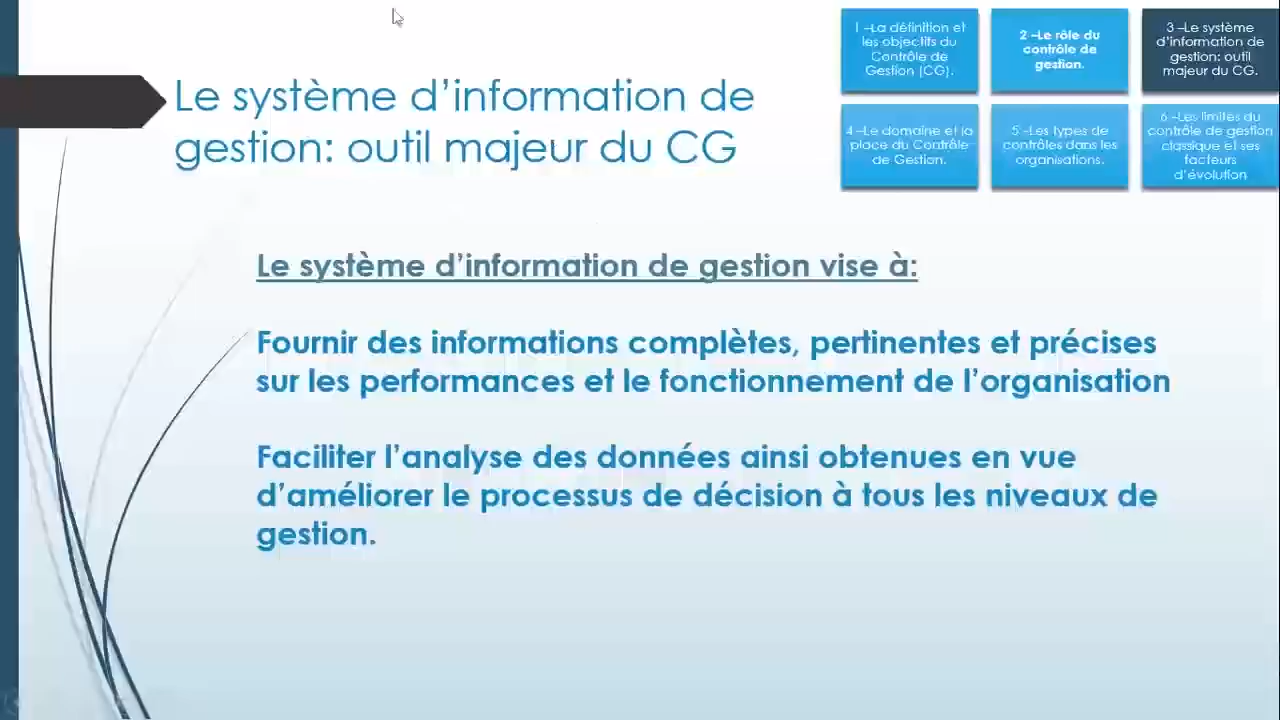 Le système d'information de
gestion: outil majeur du CG
1 –La définition et
les objectifs du
Contrôle de
Gestion (CG).
2 –Le rôle du
contrôle de
gestion.
3 –Le système
d'information de
gestion: outil
majeur du CG.
4 –Le domaine et la
place du Contrôle
de Gestion.
5 –Les types de
contrôles dans les
organisations.
6 –Les limites du
contrôle de gestion
classique et ses
facteurs
d'évolution
Le système d'information de gestion vise à:
Fournir des informations complètes, pertinentes et précises
sur les performances et le fonctionnement de l'organisation
Faciliter l'analyse des données ainsi obtenues en vue
d'améliorer le processus de décision à tous les niveaux de
gestion.